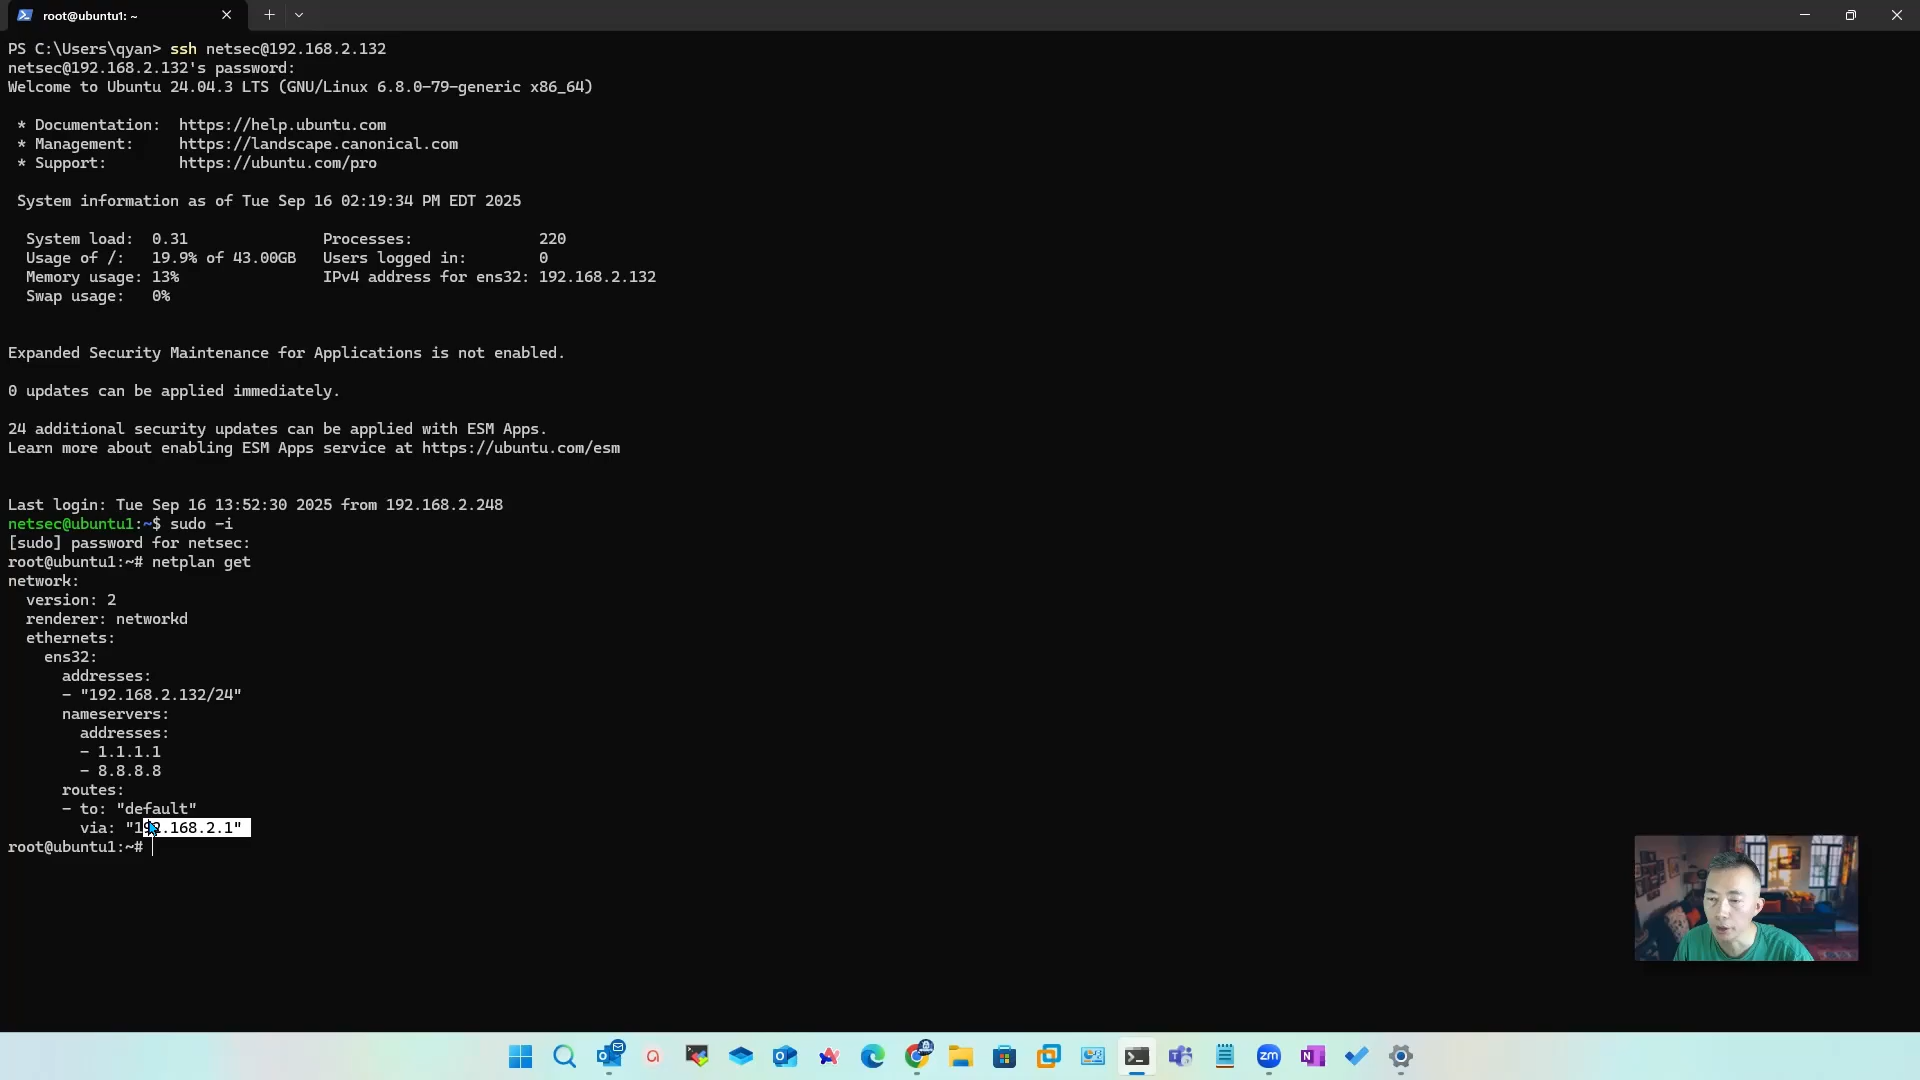 root@ubuntu1: ~
PS C:\Users\qyan> ssh netsec@192.168.2.132
netsec@192.168.2.132's password:
Welcome to Ubuntu 24.04.3 LTS (GNU/Linux 6.8.0-79-generic x86_64)
* Documentation:  https://help.ubuntu.com
* Management:     https://landscape.canonical.com
* Support:        https://ubuntu.com/pro
System information as of Tue Sep 16 02:19:34 PM EDT 2025
System load:  0.31               Processes:              220
Usage of /:   19.9% of 43.00GB   Users logged in:        0
Memory usage: 13%                IPv4 address for ens32: 192.168.2.132
Swap usage:   0%
Expanded Security Maintenance for Applications is not enabled.
0 updates can be applied immediately.
24 additional security updates can be applied with ESM Apps.
Learn more about enabling ESM Apps service at https://ubuntu.com/esm
Last login: Tue Sep 16 13:52:30 2025 from 192.168.2.248
netsec@ubuntu1:~$ sudo -i
[sudo] password for netsec:
root@ubuntu1:~# netplan get
network:
version: 2
renderer: networkd
ethernets:
ens32:
addresses:
- "192.168.2.132/24"
nameservers:
addresses:
- 1.1.1.1
- 8.8.8.8
routes:
- to: "default"
via: "192.168.2.1"
root@ubuntu1:~#
zm